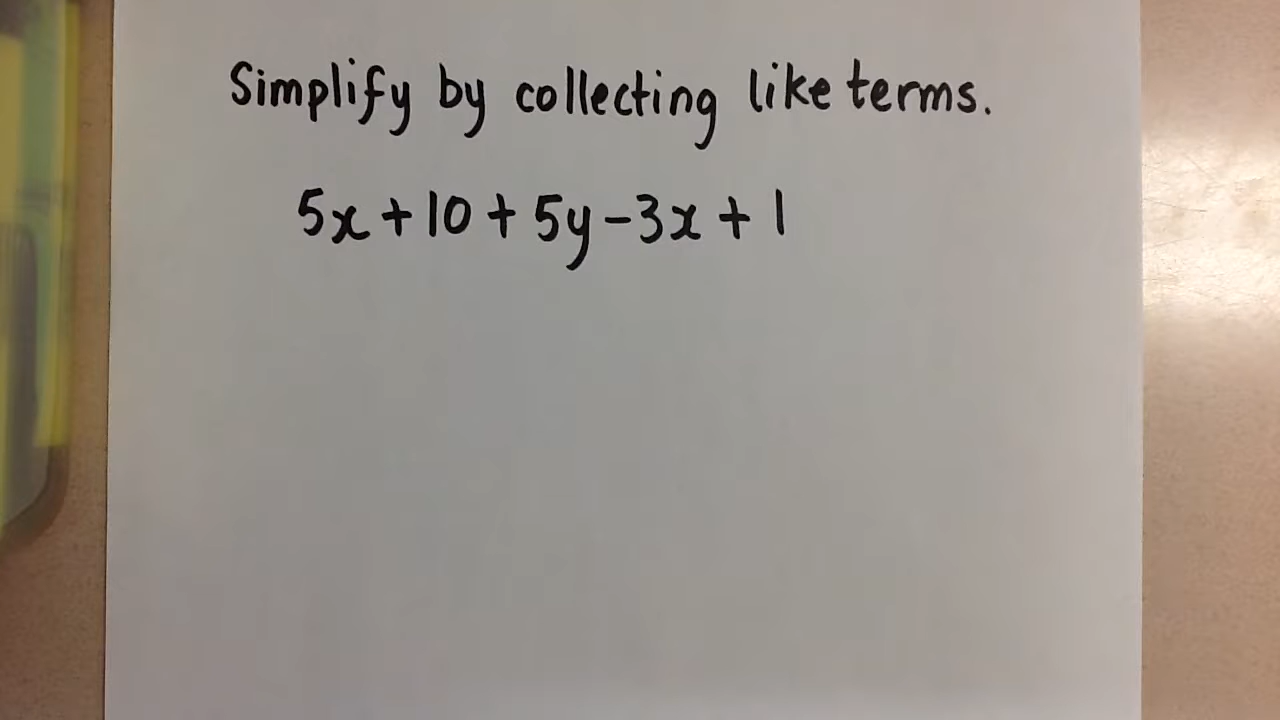 Simplify by collecting like terms.
5x + 10 + 5y - 3x + 1